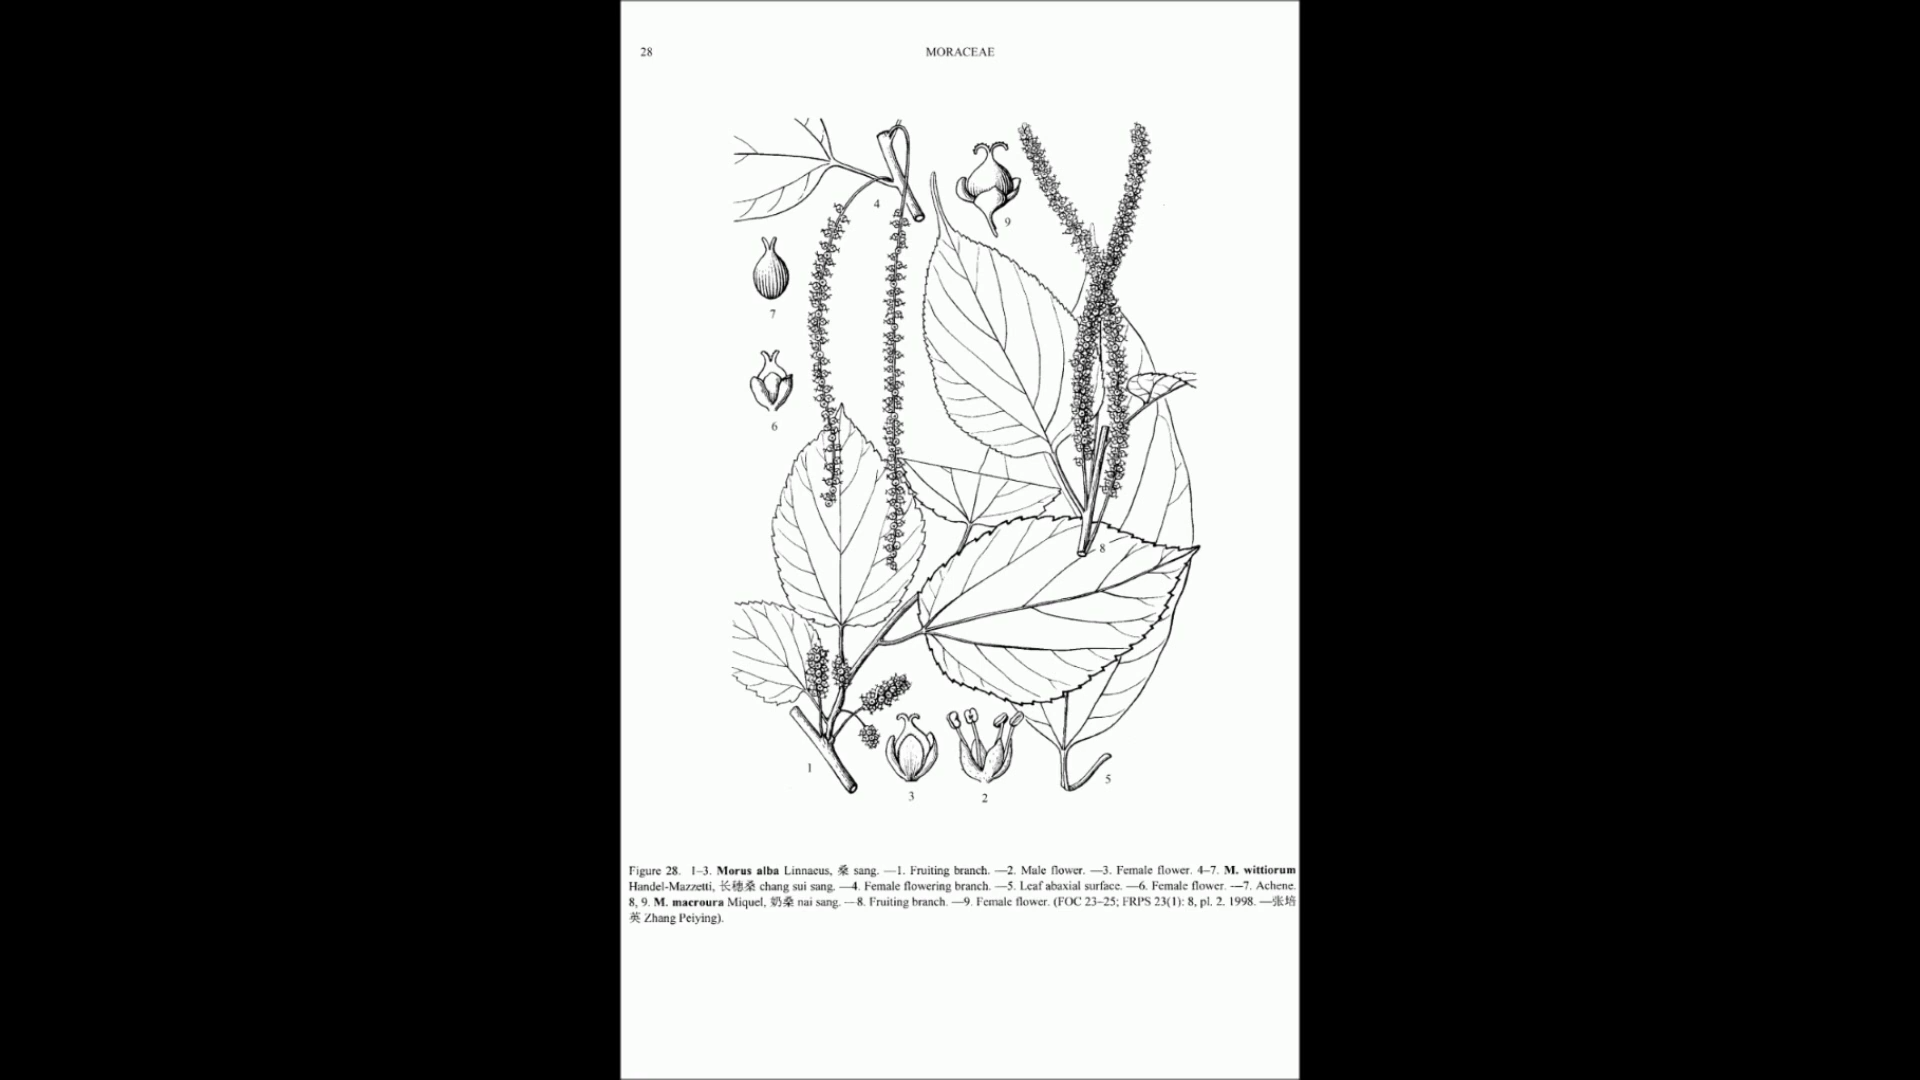 28
MORACEAE
4
9
7
6
8
1
3
2
5
Figure 28. 1–3. Morus alba Linnaeus, 桑 sang. —1. Fruiting branch. —2. Male flower. —3. Female flower. 4–7. M. wittiorum
Handel-Mazzetti, 长穗桑 chang sui sang. —4. Female flowering branch. —5. Leaf abaxial surface. —6. Female flower. —7. Achene.
8, 9. M. macroura Miquel, 奶桑 nai sang. —8. Fruiting branch. —9. Female flower. (FOC 23–25; FRPS 23(1): 8, pl. 2. 1998. —张培
英 Zhang Peiying).